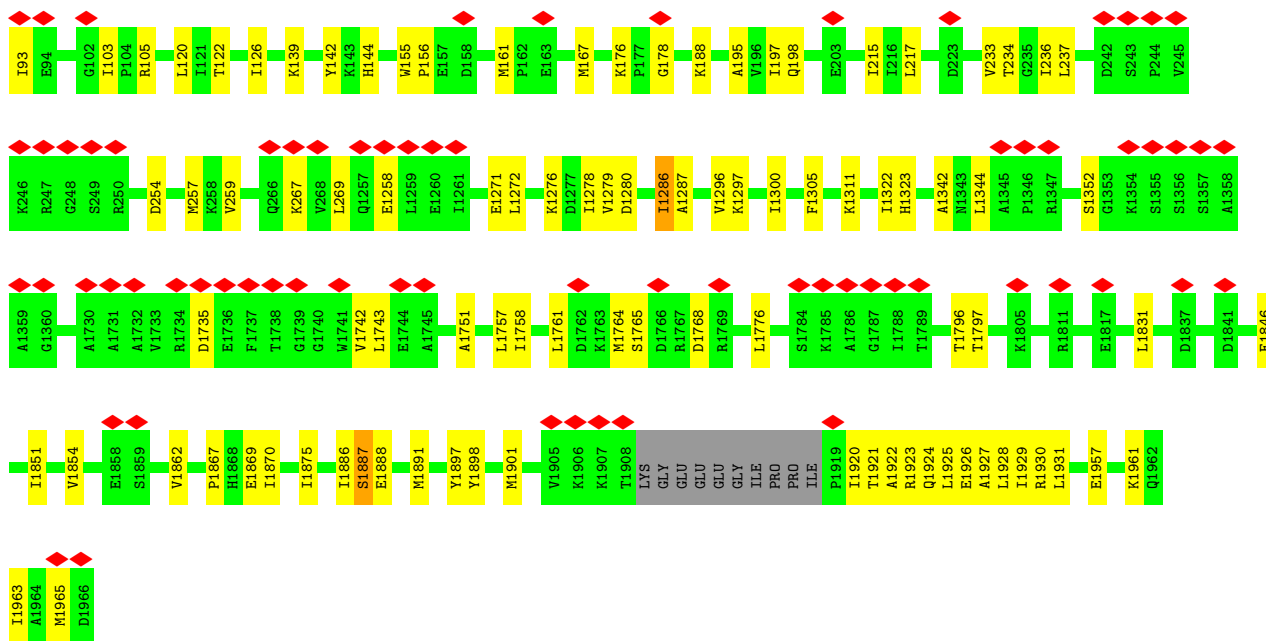 I93 E94 G102 I103 P104 R105 L120 I121 T122 I126 K139 Y142 K143 H144 W155 P156 E157 D158 M161 P162 E163 M167 K176 P177 G178 K188 A195 V196 I197 Q198 E203 I215 I216 L217 D223 V233 T234 G235 I236 L237 D242 S243 P244 V245
K246 R247 G248 S249 R250 D254 M257 K258 V259 Q266 K267 V268 L269 Q1257 E1258 L1259 E1260 I1261 E1271 L1272 K1276 D1277 I1278 V1279 D1280 I1286 A1287 V1296 K1297 I1300 F1305 K1311 I1322 H1323 A1342 N1343 L1344 A1345 P1346 R1347 S1352 G1353 K1354 S1355 S1356 S1357 A1358
A1359 G1360 A1730 A1731 A1732 V1733 R1734 D1735 E1736 F1737 T1738 G1739 G1740 W1741 V1742 L1743 E1744 A1745 A1751 L1757 I1758 L1761 D1762 K1763 M1764 S1765 D1766 R1767 D1768 R1769 L1776 S1784 K1785 A1786 G1787 I1788 T1789 T1796 T1797 K1805 R1811 E1817 L1831 D1837 D1841
I1851 V1854 E1858 S1859 V1862 P1867 H1868 E1869 I1870 I1875 I1886 S1887 E1888 M1891 Y1897 Y1898 M1901 V1905 K1906 K1907 T1908 LYS GLY GLU GLU GLU GLY ILE PRO PRO ILE P1919 I1920 T1921 A1922 R1923 Q1924 L1925 E1926 A1927 L1928 I1929 R1930 L1931 E1957 K1961 Q1962
I1963 A1964 M1965 D1966